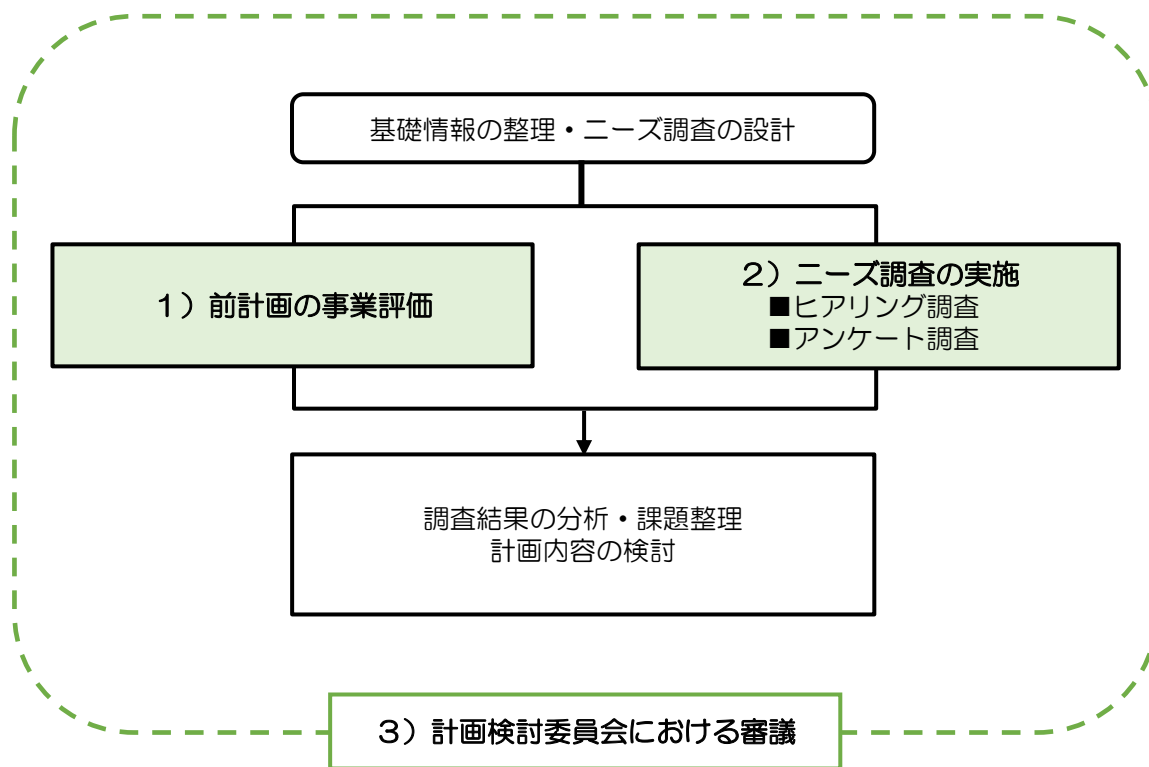 基礎情報の整理・ニーズ調査の設計
１）前計画の事業評価
２）ニーズ調査の実施
■ヒアリング調査
■アンケート調査
調査結果の分析・課題整理
計画内容の検討
３）計画検討委員会における審議